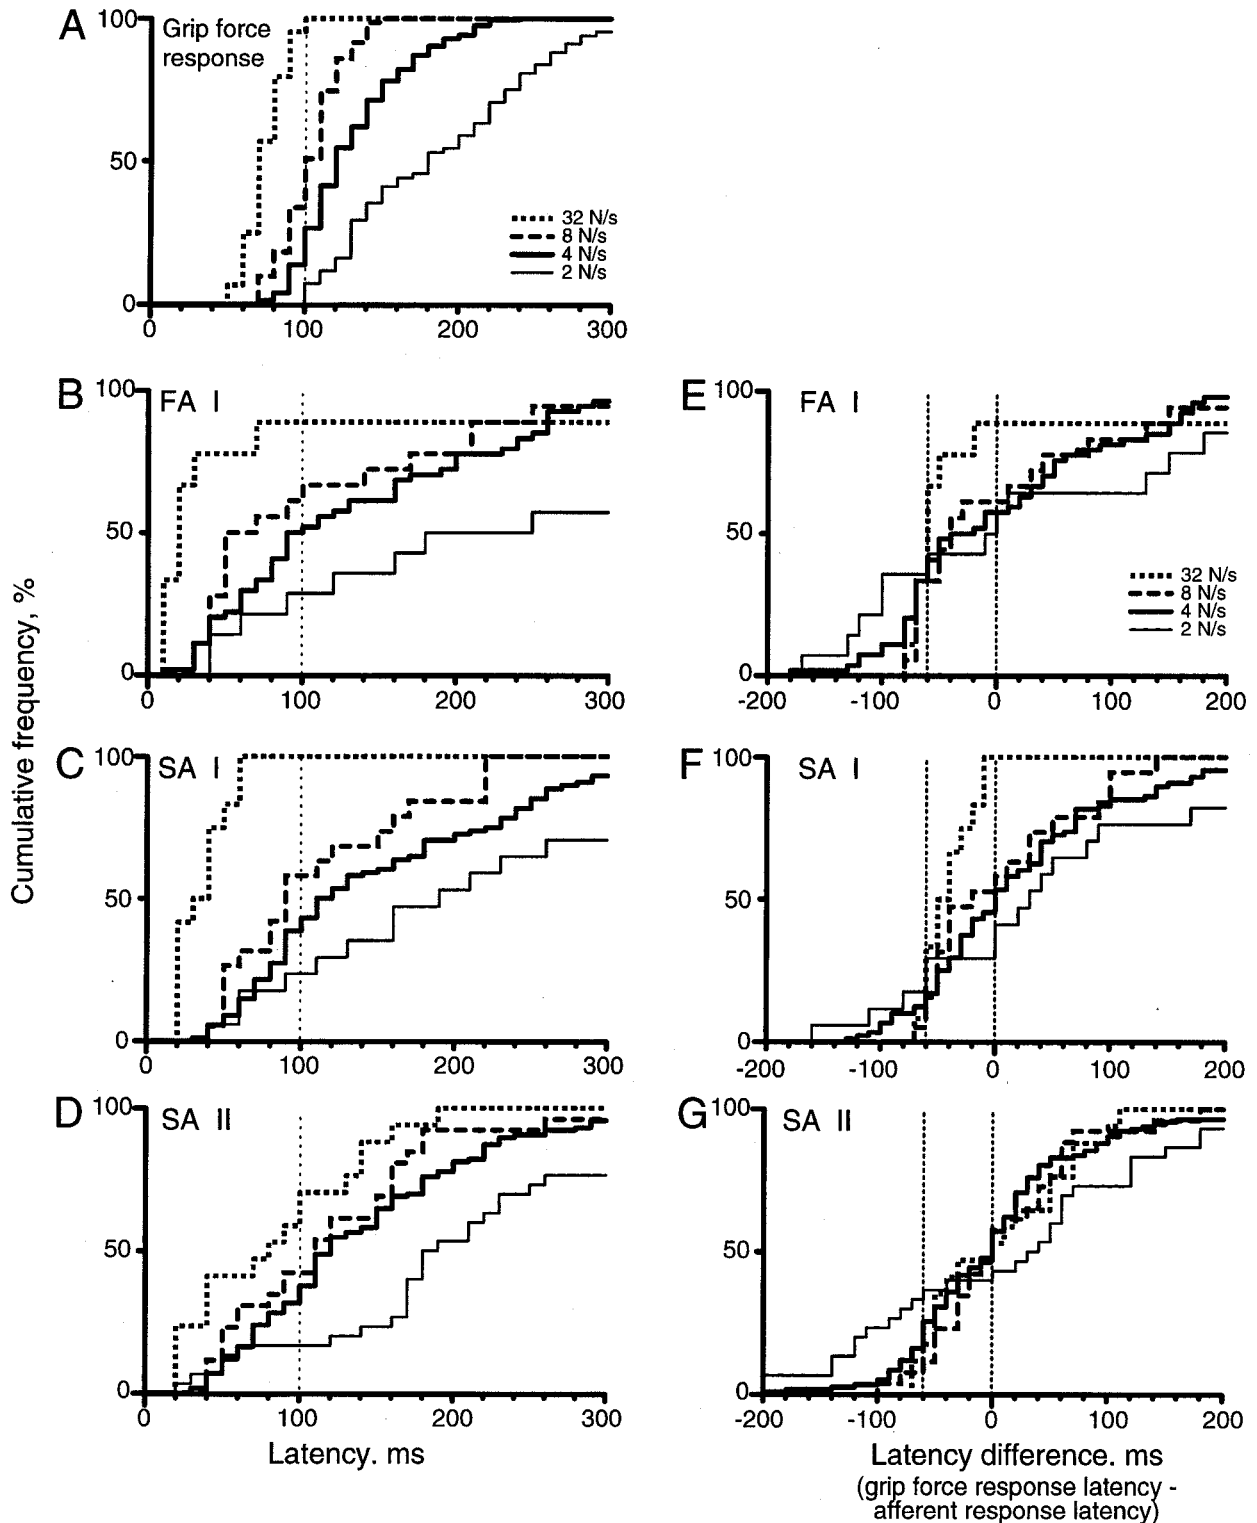 A
Grip force
response
100
50
0
32 N/s
8 N/s
4 N/s
2 N/s
0 100 200 300
B
FA I
100
50
0
0 100 200 300
E
FA I
100
50
0
32 N/s
8 N/s
4 N/s
2 N/s
-200 -100 0 100 200
Cumulative frequency, %
C
SA I
100
50
0
0 100 200 300
F
SA I
100
50
0
-200 -100 0 100 200
D
SA II
100
50
0
0 100 200 300
Latency. ms
G
SA II
100
50
0
-200 -100 0 100 200
Latency difference. ms
(grip force response latency -
afferent response latency)